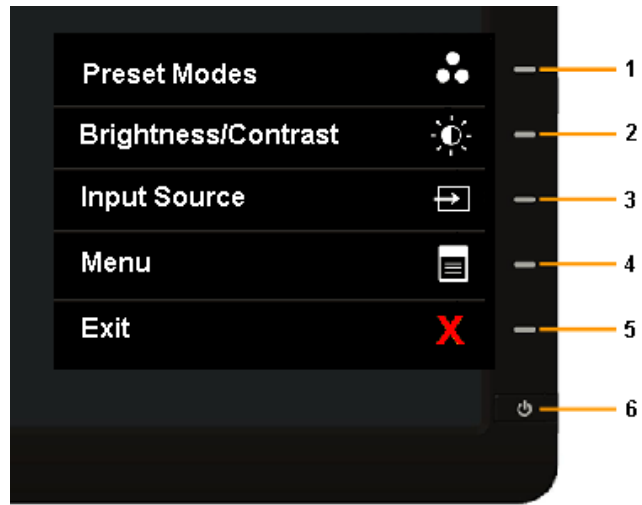 Preset Modes 1
Brightness/Contrast 2
Input Source 3
Menu 4
Exit X 5
6